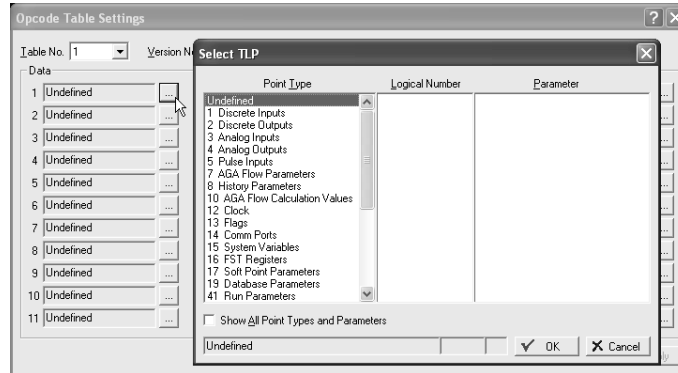 Opcode Table Settings
Table No. 1 Version N
Data
1 Undefined ...
2 Undefined ...
3 Undefined ...
4 Undefined ...
5 Undefined ...
6 Undefined ...
7 Undefined ...
8 Undefined ...
9 Undefined ...
10 Undefined ...
11 Undefined ...
Select TLP
Point Type Logical Number Parameter
Undefined
1 Discrete Inputs
2 Discrete Outputs
3 Analog Inputs
4 Analog Outputs
5 Pulse Inputs
7 AGA Flow Parameters
8 History Parameters
10 AGA Flow Calculation Values
12 Clock
13 Flags
14 Comm Ports
15 System Variables
16 FST Registers
17 Soft Point Parameters
19 Database Parameters
41 Run Parameters
Show All Point Types and Parameters
Undefined
OK Cancel